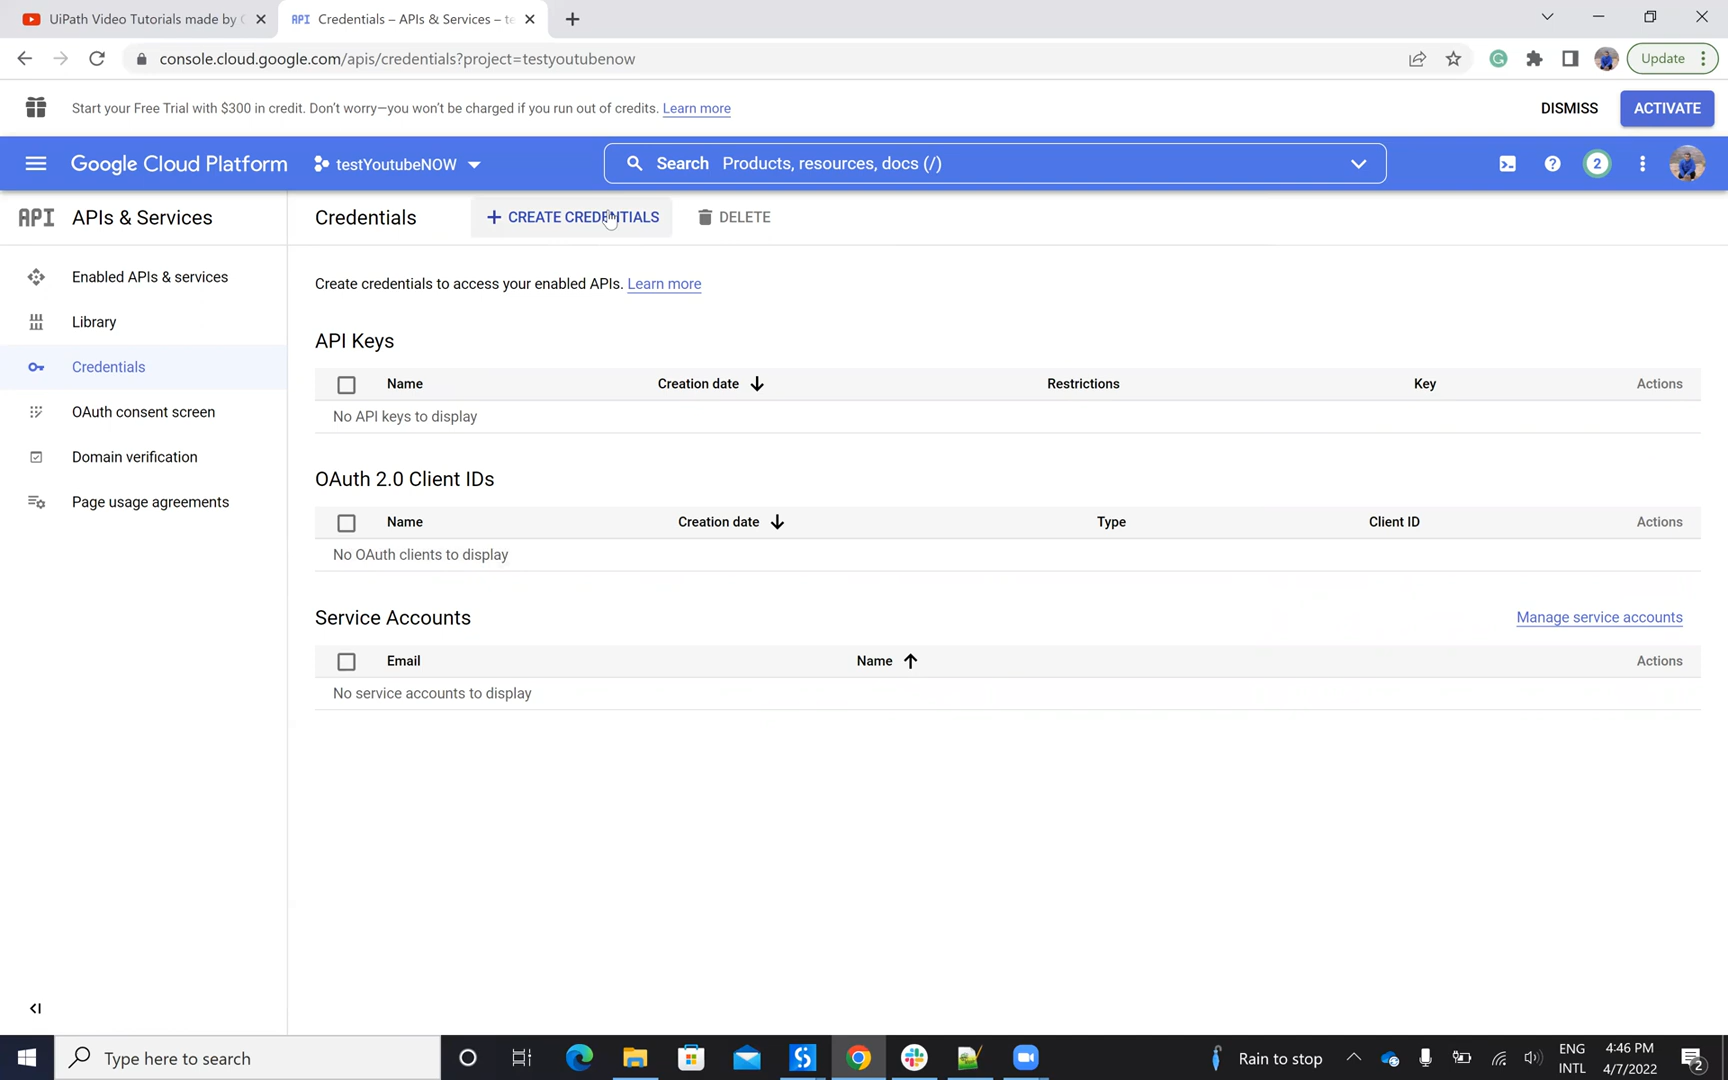 UiPath Video Tutorials made by
API Credentials – APIs & Services – te
console.cloud.google.com/apis/credentials?project=testyoutubenow
Update
Start your Free Trial with $300 in credit. Don't worry—you won't be charged if you run out of credits. Learn more
DISMISS
ACTIVATE
Google Cloud Platform
testYoutubeNOW
Search Products, resources, docs (/)
2
API APIs & Services
Credentials
+ CREATE CREDENTIALS
DELETE
Enabled APIs & services
Library
Credentials
OAuth consent screen
Domain verification
Page usage agreements
Create credentials to access your enabled APIs. Learn more
API Keys
Name Creation date Restrictions Key Actions
No API keys to display
OAuth 2.0 Client IDs
Name Creation date Type Client ID Actions
No OAuth clients to display
Service Accounts
Manage service accounts
Email Name Actions
No service accounts to display
Type here to search
Rain to stop
ENG
INTL
4:46 PM
4/7/2022
2